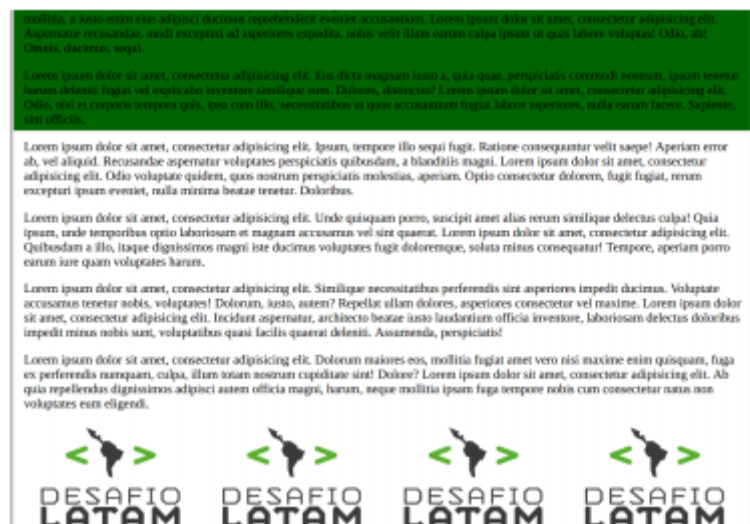 mollitia, a iusto enim eius adipisci ducimus reprehenderit eveniet accusantium. Lorem ipsum dolor sit amet, consectetur adipisicing elit.
Aspernatur recusandae, modi excepturi ad asperiores expedita, nobis velit illum earum culpa ipsum ut quas labore voluptas! Odio, ab!
Omnis, ducimus, sequi.
Lorem ipsum dolor sit amet, consectetur adipisicing elit. Eos dicta magnam iusto a, quia quae, perspiciatis commodi nostrum, ipsum tenetur
harum deleniti fugiat vel explicabo inventore similique eum. Dolores, distinctio? Lorem ipsum dolor sit amet, consectetur adipisicing elit.
Odio, nisi et corporis tempora quis, ipsa cum illo, necessitatibus ut quos accusantium fugiat labore asperiores, nulla earum facere. Sapiente,
sint officiis.
Lorem ipsum dolor sit amet, consectetur adipisicing elit. Ipsum, tempore illo sequi fugit. Ratione consequuntur velit saepe! Aperiam error
ab, vel aliquid. Recusandae aspernatur voluptates perspiciatis quibusdam, a blanditiis magni. Lorem ipsum dolor sit amet, consectetur
adipisicing elit. Odio voluptate quidem, quos nostrum perspiciatis molestias, aperiam. Optio consectetur dolorem, fugit fugiat, rerum
excepturi ipsum eveniet, nulla minima beatae tenetur. Doloribus.
Lorem ipsum dolor sit amet, consectetur adipisicing elit. Unde quisquam porro, suscipit amet alias rerum similique delectus culpa! Quia
ipsum, unde temporibus optio laboriosam et magnam accusamus vel sint quaerat. Lorem ipsum dolor sit amet, consectetur adipisicing elit.
Quibusdam a illo, itaque dignissimos magni iste ducimus voluptates fugit doloremque, soluta minus consequatur! Tempore, aperiam porro
earum iure quam voluptates harum.
Lorem ipsum dolor sit amet, consectetur adipisicing elit. Similique necessitatibus perferendis sint asperiores impedit ducimus. Voluptate
accusamus tenetur nobis, voluptates! Dolorum, iusto, autem? Repellat ullam dolores, asperiores consectetur vel maxime. Lorem ipsum dolor
sit amet, consectetur adipisicing elit. Incidunt aspernatur, architecto beatae iusto laudantium officia inventore, laboriosam delectus doloribus
impedit minus nobis sunt, voluptatibus quasi facilis quaerat deleniti. Assumenda, perspiciatis!
Lorem ipsum dolor sit amet, consectetur adipisicing elit. Dolorum maiores eos, mollitia fugiat amet vero nisi maxime enim quisquam, fuga
ex perferendis numquam, culpa, illum totam nostrum cupiditate sint! Dolore? Lorem ipsum dolor sit amet, consectetur adipisicing elit. Ab
quia repellendus dignissimos adipisci autem officia magni, harum, neque mollitia ipsam fuga tempore nobis cum consectetur natus non
voluptates eum eligendi.
DESAFIO DESAFIO DESAFIO DESAFIO
LATAM LATAM LATAM LATAM